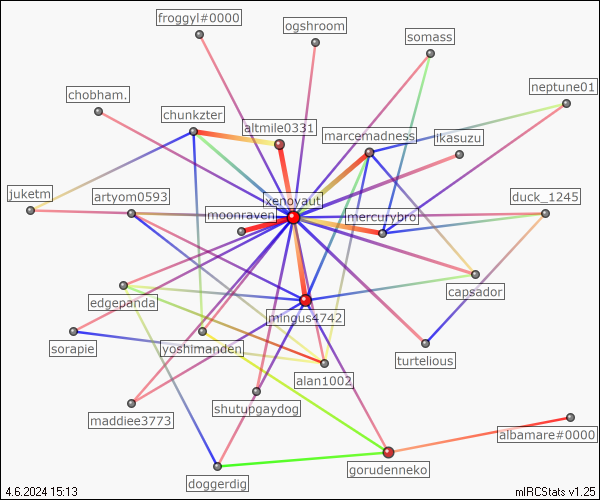 froggyl#0000
ogshroom
somass
neptune01
chobham.
chunkzter
altmile0331
marcemadness
ikasuzu
juketm
artyom0593
xenoyaut
moonraven
mercurybro
duck_1245
edgepanda
mingus4742
capsador
sorapie
yoshimanden
turtelious
alan1002
maddiee3773
shutupgaydog
albamare#0000
doggerdig
gorudenneko
4.6.2024 15:13
mIRCStats v1.25